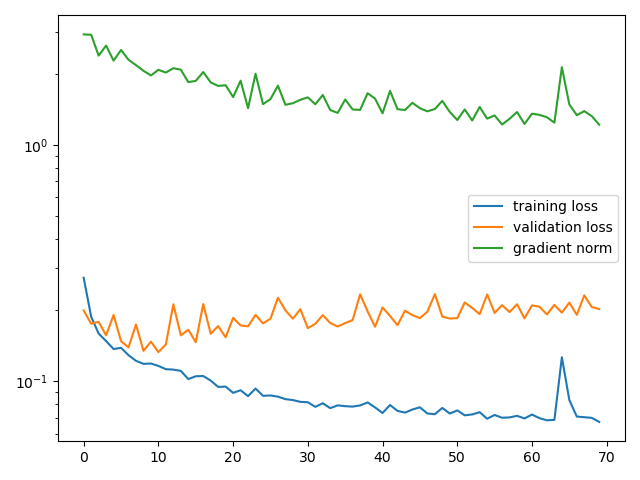 10⁰
10⁻¹
training loss
validation loss
gradient norm
0 10 20 30 40 50 60 70